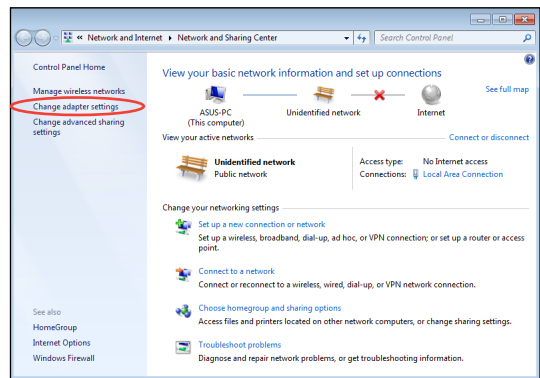 « Network and Internet ▸ Network and Sharing Center
Search Control Panel
Control Panel Home
Manage wireless networks
Change adapter settings
Change advanced sharing
settings
See also
HomeGroup
Internet Options
Windows Firewall
View your basic network information and set up connections
See full map
ASUS-PC
(This computer)
Unidentified network
Internet
View your active networks
Connect or disconnect
Unidentified network
Public network
Access type: No Internet access
Connections: Local Area Connection
Change your networking settings
Set up a new connection or network
Set up a wireless, broadband, dial-up, ad hoc, or VPN connection; or set up a router or access
point.
Connect to a network
Connect or reconnect to a wireless, wired, dial-up, or VPN network connection.
Choose homegroup and sharing options
Access files and printers located on other network computers, or change sharing settings.
Troubleshoot problems
Diagnose and repair network problems, or get troubleshooting information.